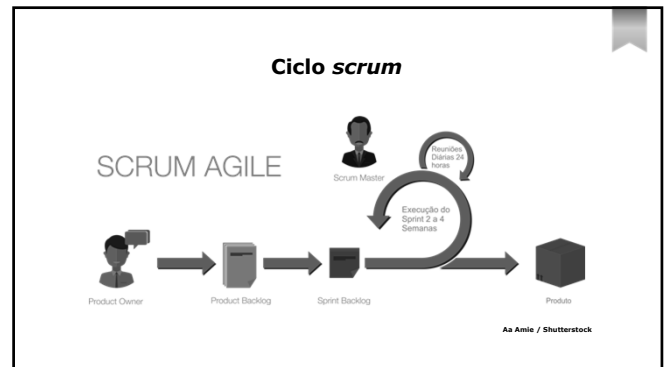 Ciclo scrum
SCRUM AGILE
Scrum Master
Reuniões
Diárias 24
horas
Execução do
Sprint 2 a 4
Semanas
Product Owner
Product Backlog
Sprint Backlog
Produto
Aa Amie / Shutterstock